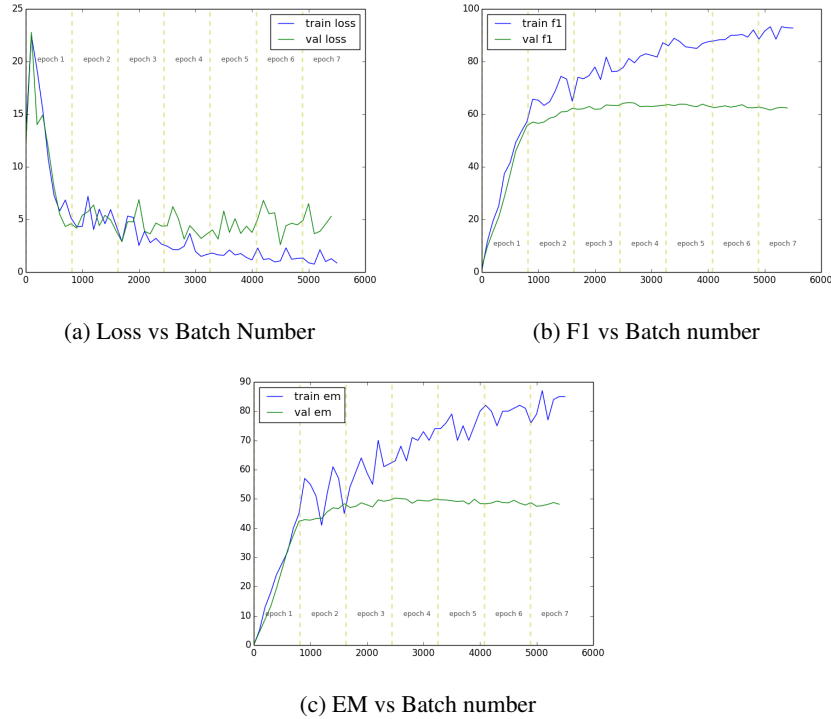 25
20
15
10
5
0
0 1000 2000 3000 4000 5000 6000
train loss
val loss
epoch 1 epoch 2 epoch 3 epoch 4 epoch 5 epoch 6 epoch 7
(a) Loss vs Batch Number
100
80
60
40
20
0
0 1000 2000 3000 4000 5000 6000
train f1
val f1
epoch 1 epoch 2 epoch 3 epoch 4 epoch 5 epoch 6 epoch 7
(b) F1 vs Batch number
90
80
70
60
50
40
30
20
10
0
0 1000 2000 3000 4000 5000 6000
train em
val em
epoch 1 epoch 2 epoch 3 epoch 4 epoch 5 epoch 6 epoch 7
(c) EM vs Batch number